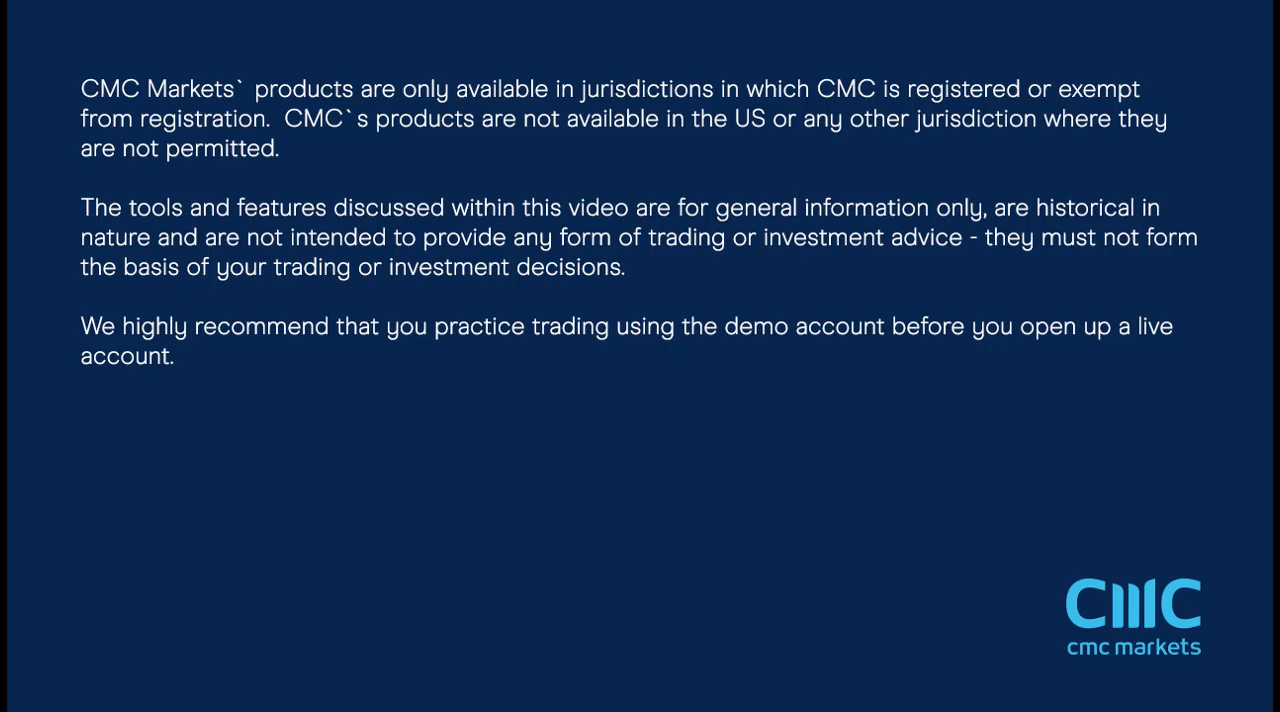 CMC Markets` products are only available in jurisdictions in which CMC is registered or exempt
from registration.  CMC`s products are not available in the US or any other jurisdiction where they
are not permitted.
The tools and features discussed within this video are for general information only, are historical in
nature and are not intended to provide any form of trading or investment advice - they must not form
the basis of your trading or investment decisions.
We highly recommend that you practice trading using the demo account before you open up a live
account.
CMC
cmc markets